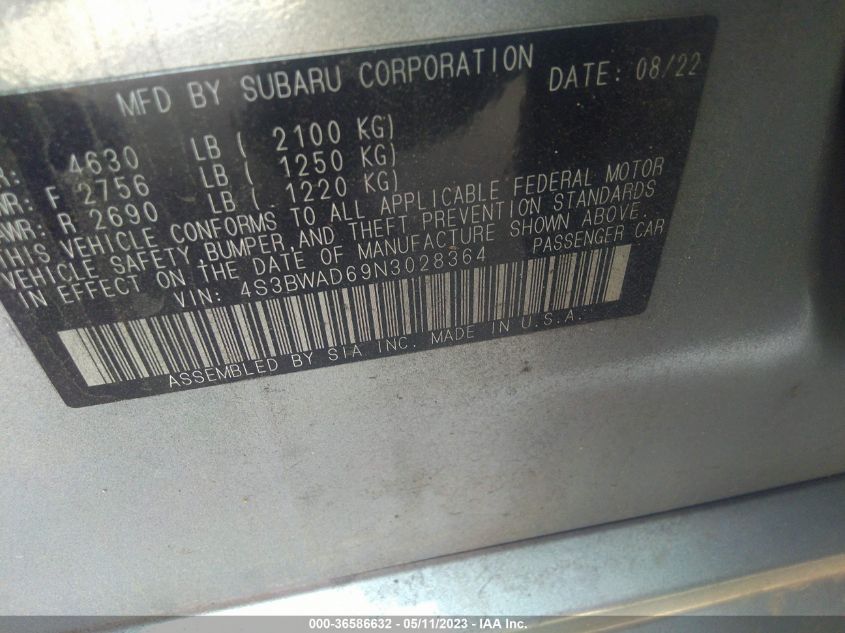 MFD BY SUBARU CORPORATION DATE: 08/22
R: 4630 LB ( 2100 KG)
WR: F 2756 LB ( 1250 KG)
AWR: R 2690 LB ( 1220 KG)
THIS VEHICLE CONFORMS TO ALL APPLICABLE FEDERAL MOTOR
VEHICLE SAFETY, BUMPER, AND THEFT PREVENTION STANDARDS
IN EFFECT ON THE DATE OF MANUFACTURE SHOWN ABOVE.
VIN: 4S3BWAD69N3028364 PASSENGER CAR
ASSEMBLED BY SIA INC. MADE IN U.S.A.
000-36586632 - 05/11/2023 - IAA Inc.